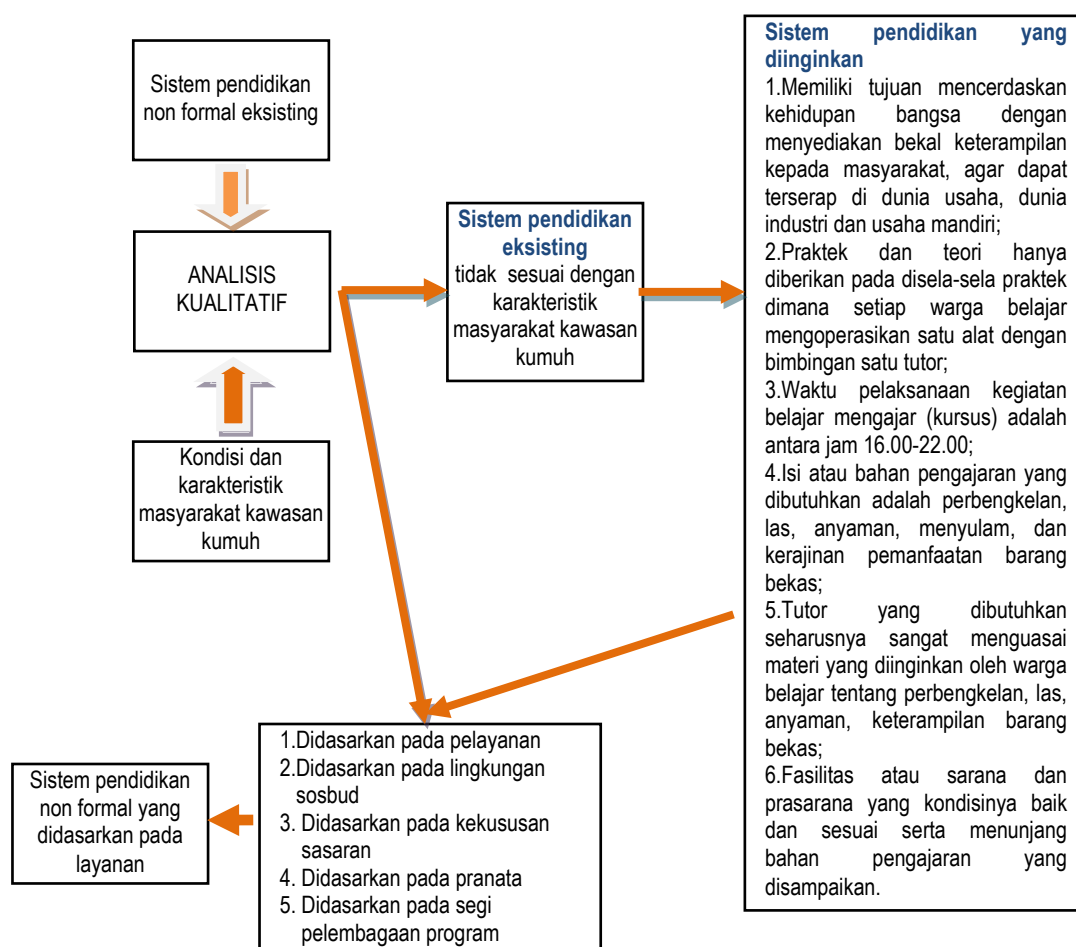 Sistem pendidikan
non formal eksisting
ANALISIS
KUALITATIF
Kondisi dan
karakteristik
masyarakat kawasan
kumuh
Sistem pendidikan
eksisting
tidak sesuai dengan
karakteristik
masyarakat kawasan
kumuh
Sistem pendidikan yang
diinginkan
1.Memiliki tujuan mencerdaskan
kehidupan bangsa dengan
menyediakan bekal keterampilan
kepada masyarakat, agar dapat
terserap di dunia usaha, dunia
industri dan usaha mandiri;
2.Praktek dan teori hanya
diberikan pada disela-sela praktek
dimana setiap warga belajar
mengoperasikan satu alat dengan
bimbingan satu tutor;
3.Waktu pelaksanaan kegiatan
belajar mengajar (kursus) adalah
antara jam 16.00-22.00;
4.Isi atau bahan pengajaran yang
dibutuhkan adalah perbengkelan,
las, anyaman, menyulam, dan
kerajinan pemanfaatan barang
bekas;
5.Tutor yang dibutuhkan
seharusnya sangat menguasai
materi yang diinginkan oleh warga
belajar tentang perbengkelan, las,
anyaman, keterampilan barang
bekas;
6.Fasilitas atau sarana dan
prasarana yang kondisinya baik
dan sesuai serta menunjang
bahan pengajaran yang
disampaikan.
1.Didasarkan pada pelayanan
2.Didasarkan pada lingkungan
sosbud
3. Didasarkan pada kekususan
sasaran
4. Didasarkan pada pranata
5. Didasarkan pada segi
pelembagaan program
Sistem pendidikan
non formal yang
didasarkan pada
layanan